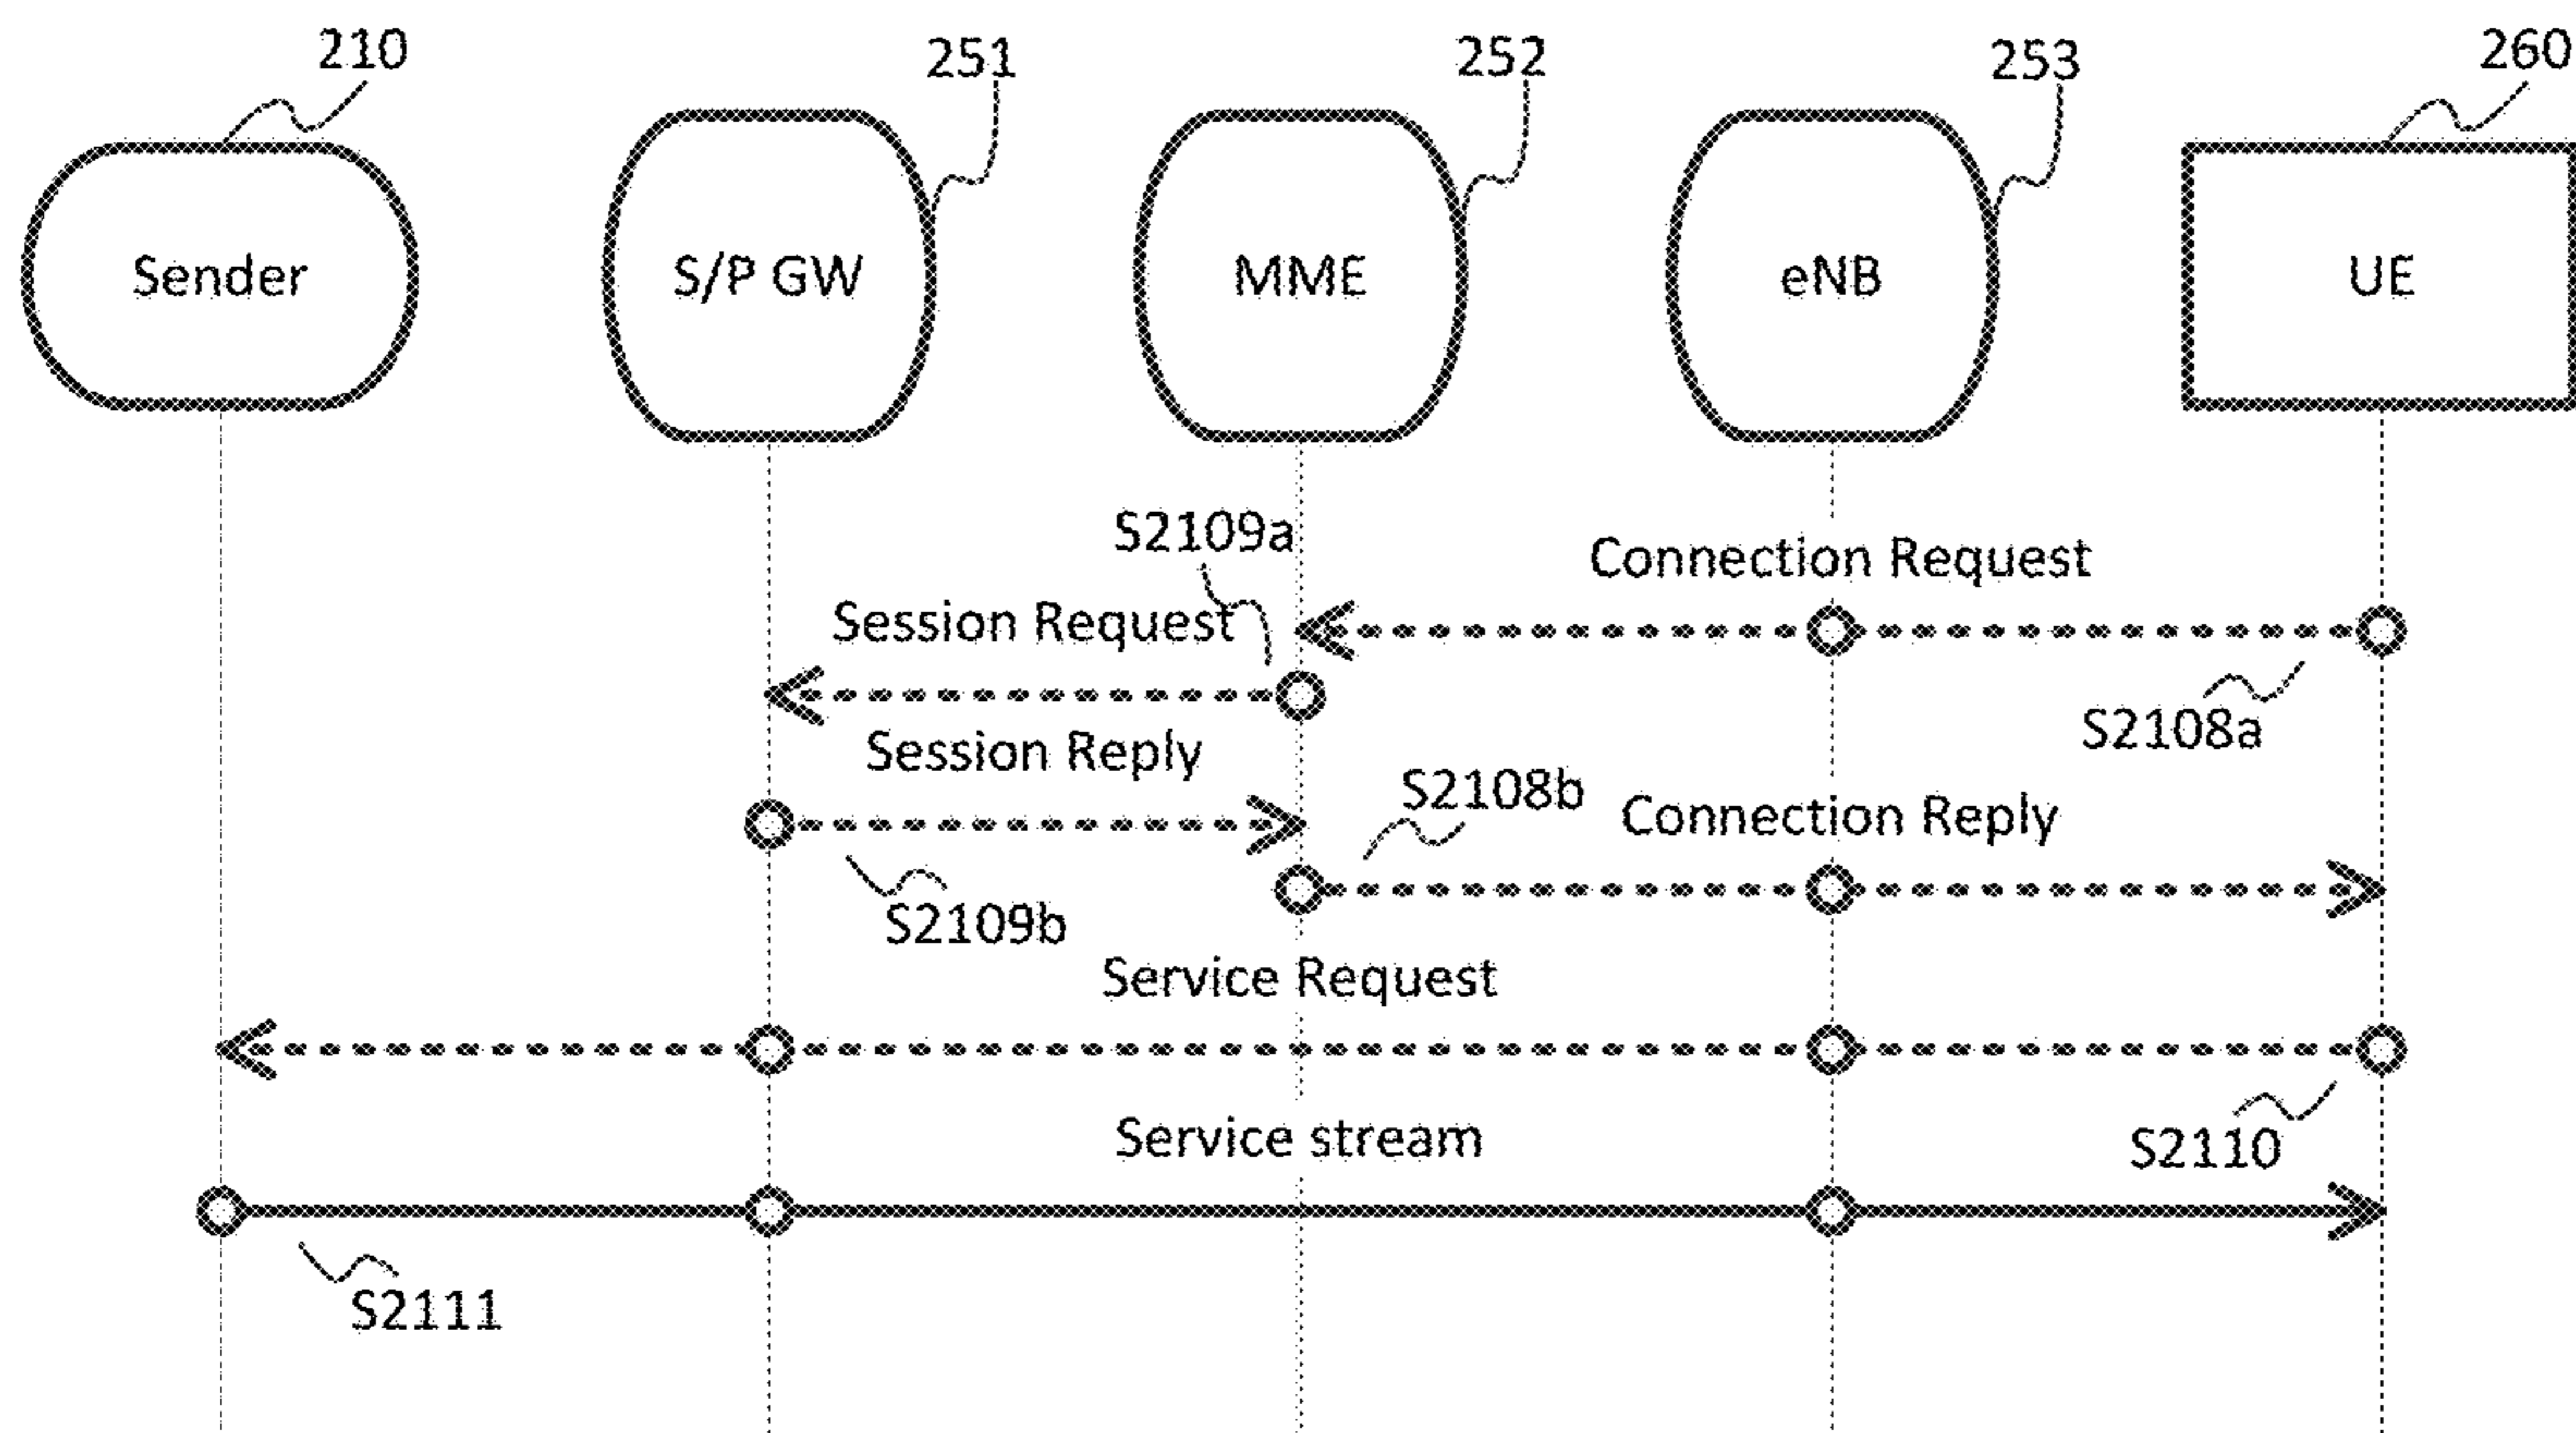 210
251
252
253
260
Sender
S/P GW
MME
eNB
UE
S2109a
Connection Request
Session Request
S2108a
Session Reply
S2108b
Connection Reply
S2109b
Service Request
Service stream
S2110
S2111